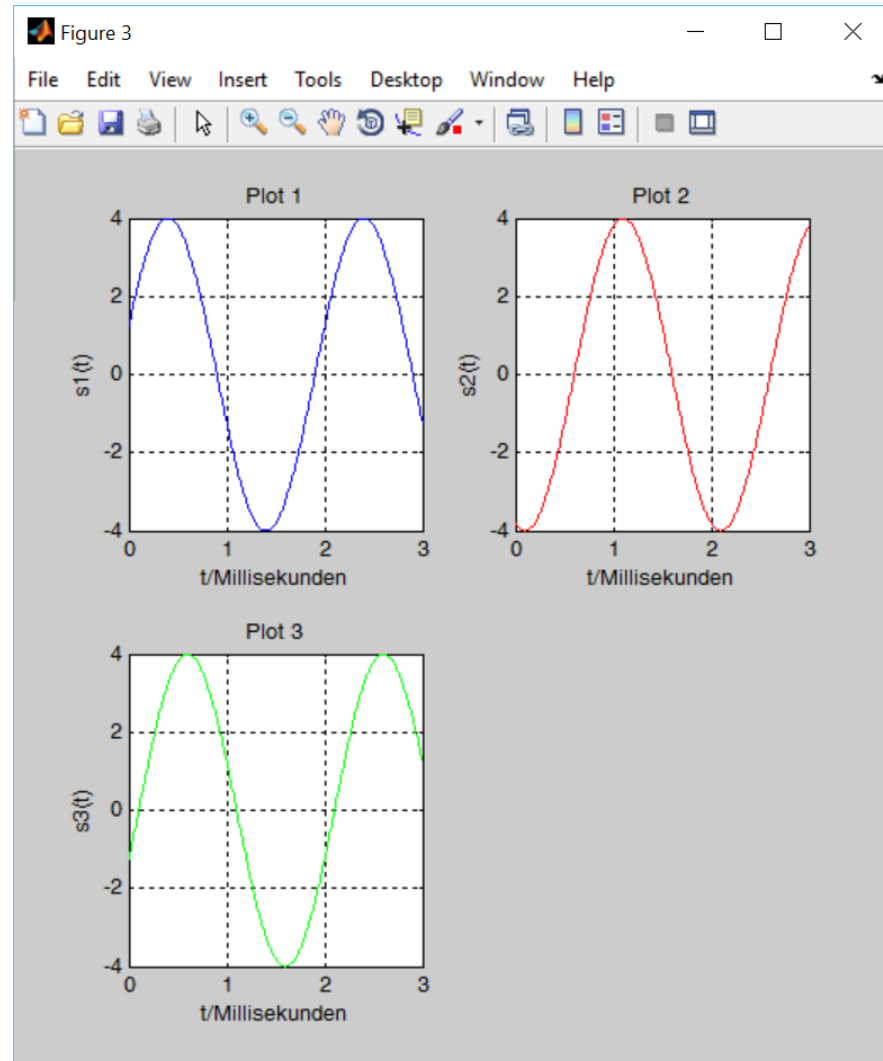 Figure 3
File Edit View Insert Tools Desktop Window Help
Plot 1
4
2
0
-2
-4
s1(t)
0 1 2 3
t/Millisekunden
Plot 2
4
2
0
-2
-4
s2(t)
0 1 2 3
t/Millisekunden
Plot 3
4
2
0
-2
-4
s3(t)
0 1 2 3
t/Millisekunden